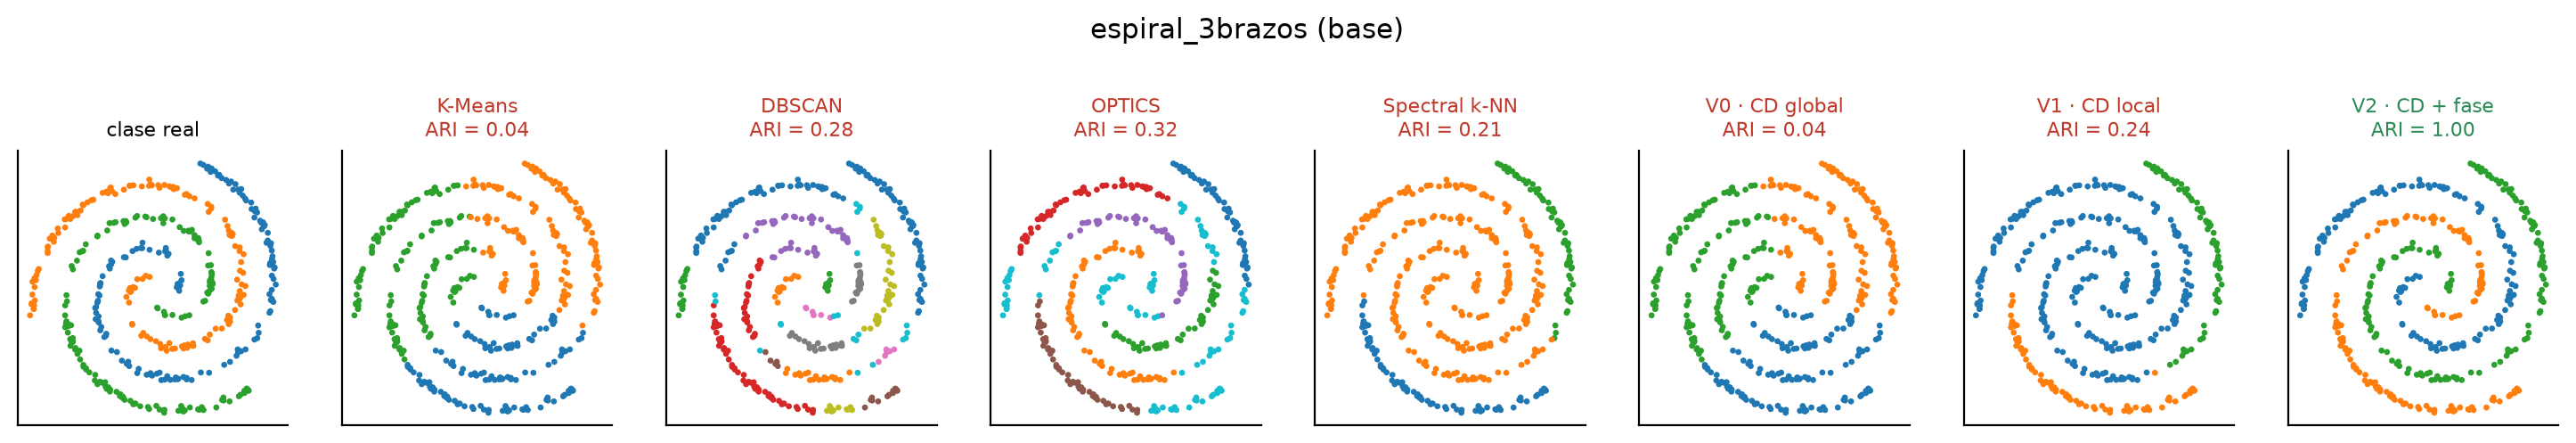 espiral_3brazos (base)
clase real
K-Means
ARI = 0.04
DBSCAN
ARI = 0.28
OPTICS
ARI = 0.32
Spectral k-NN
ARI = 0.21
V0 · CD global
ARI = 0.04
V1 · CD local
ARI = 0.24
V2 · CD + fase
ARI = 1.00